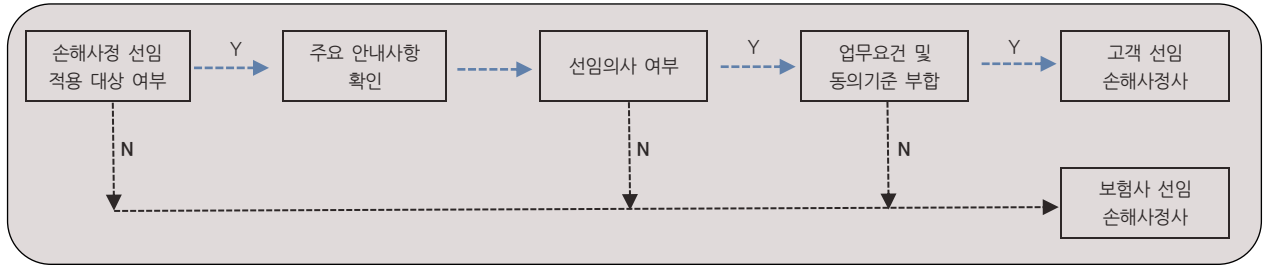 손해사정 선임
적용 대상 여부
Y
주요 안내사항
확인
선임의사 여부
Y
업무요건 및
동의기준 부합
Y
고객 선임
손해사정사
N
N
N
보험사 선임
손해사정사